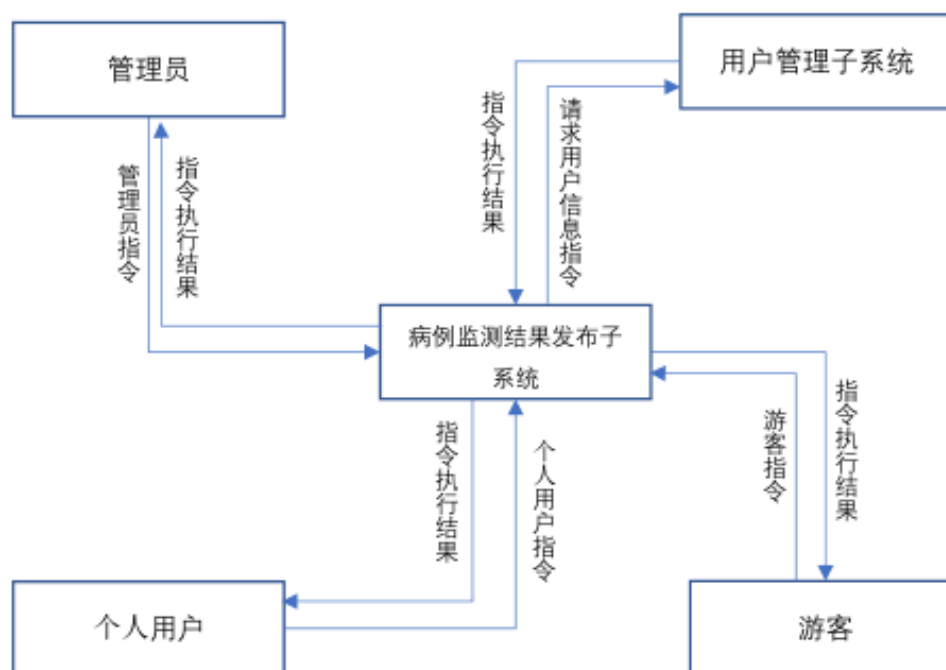 管理员
用户管理子系统
管理员指令
指令执行结果
指令执行结果
请求用户信息指令
病例监测结果发布子
系统
指令执行结果
个人用户指令
游客指令
指令执行结果
个人用户
游客